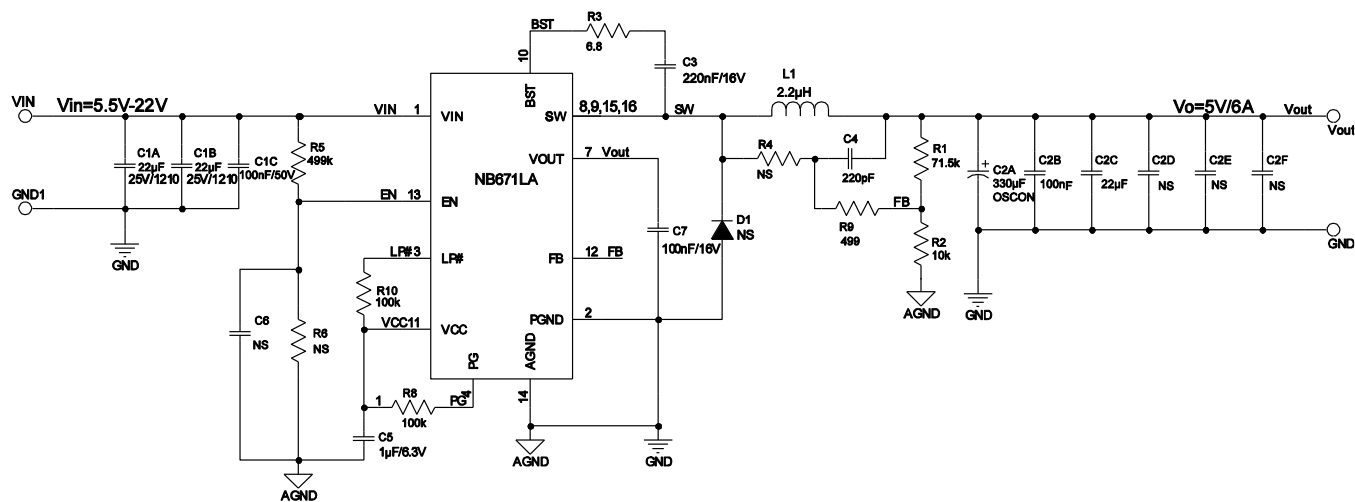 BST
R3
6.8
10
BST
C3
220nF/16V
L1
2.2µH
VIN
Vin=5.5V-22V
VIN
1
VIN
SW
8,9,15,16
SW
Vo=5V/6A
Vout
Vout
C1A
22µF
25V/1210
C1B
22µF
25V/1210
C1C
100nF/50V
R5
499k
VOUT
7
Vout
R4
NS
C4
220pF
R1
71.5k
NB671LA
C2A
330µF
OSCON
+
C2B
100nF
C2C
22µF
C2D
NS
C2E
NS
C2F
NS
GND1
EN
13
EN
R9
499
FB
D1
NS
C7
100nF/16V
R2
10k
GND
GND
LP#
3
LP#
FB
12
FB
AGND
GND
R10
100k
C6
NS
R6
NS
VCC
11
VCC
PGND
2
PG
AGND
R8
100k
1
PG
4
14
C5
1µF/6.3V
AGND
AGND
GND